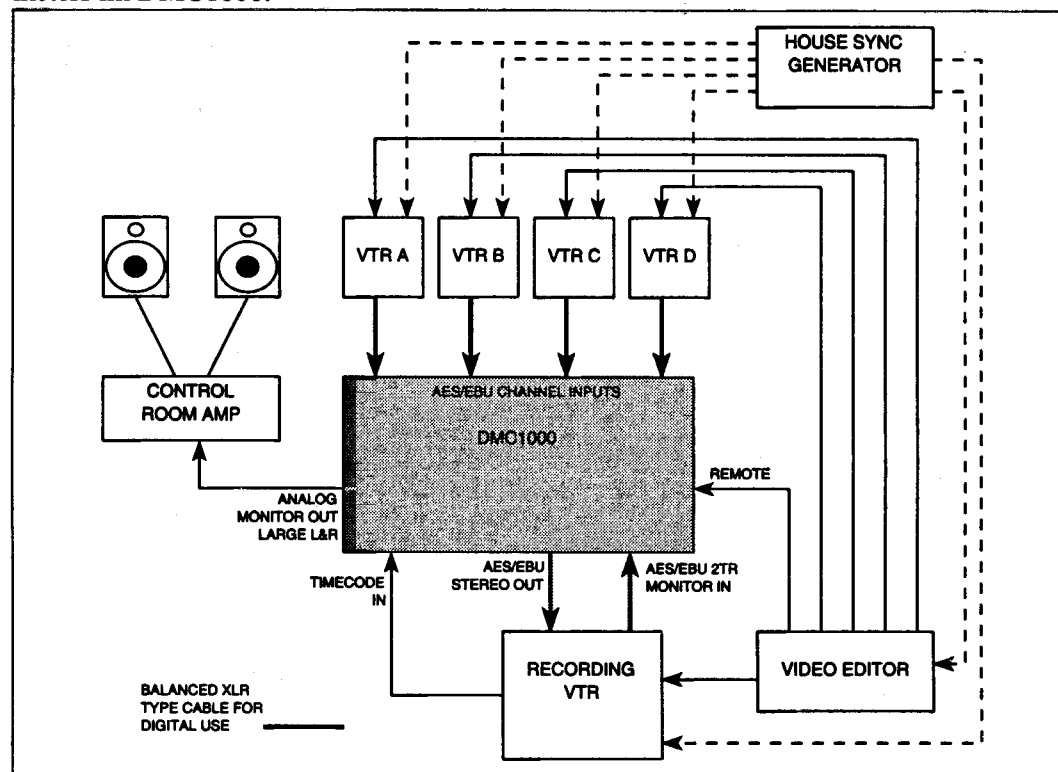 DMC1000.
HOUSE SYNC
GENERATOR
VTR A
VTR B
VTR C
VTR D
CONTROL
ROOM AMP
AES/EBU CHANNEL INPUTS
DMC1000
REMOTE
ANALOG
MONITOR OUT
LARGE L&R
TIMECODE
IN
AES/EBU
STEREO OUT
AES/EBU 2TR
MONITOR IN
RECORDING
VTR
VIDEO EDITOR
BALANCED XLR
TYPE CABLE FOR
DIGITAL USE